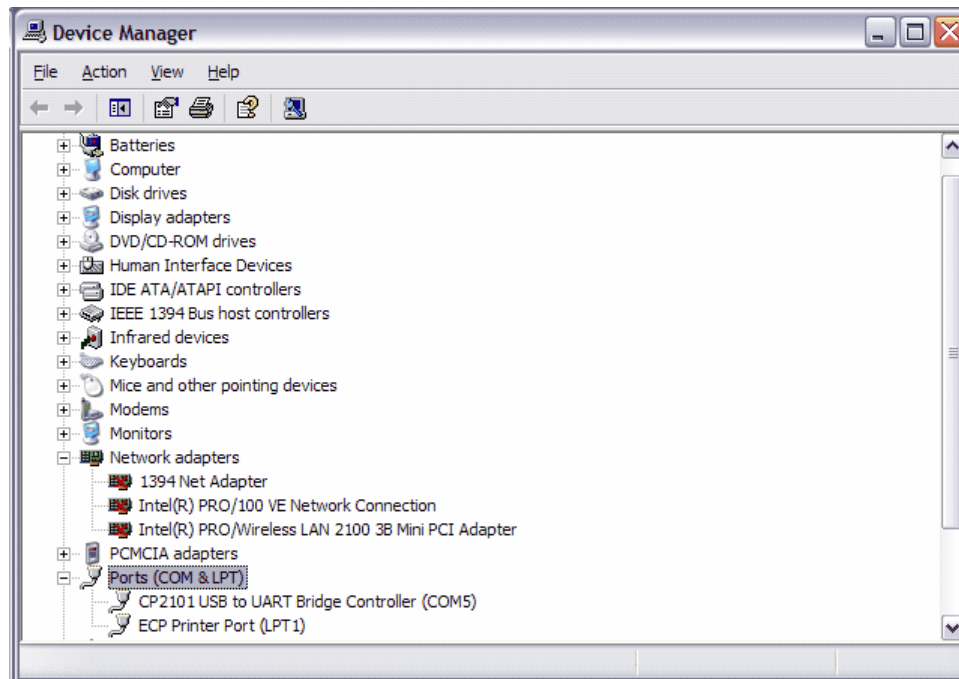 Device Manager
File Action View Help
Batteries
Computer
Disk drives
Display adapters
DVD/CD-ROM drives
Human Interface Devices
IDE ATA/ATAPI controllers
IEEE 1394 Bus host controllers
Infrared devices
Keyboards
Mice and other pointing devices
Modems
Monitors
Network adapters
1394 Net Adapter
Intel(R) PRO/100 VE Network Connection
Intel(R) PRO/Wireless LAN 2100 3B Mini PCI Adapter
PCMCIA adapters
Ports (COM & LPT)
CP2101 USB to UART Bridge Controller (COM5)
ECP Printer Port (LPT1)